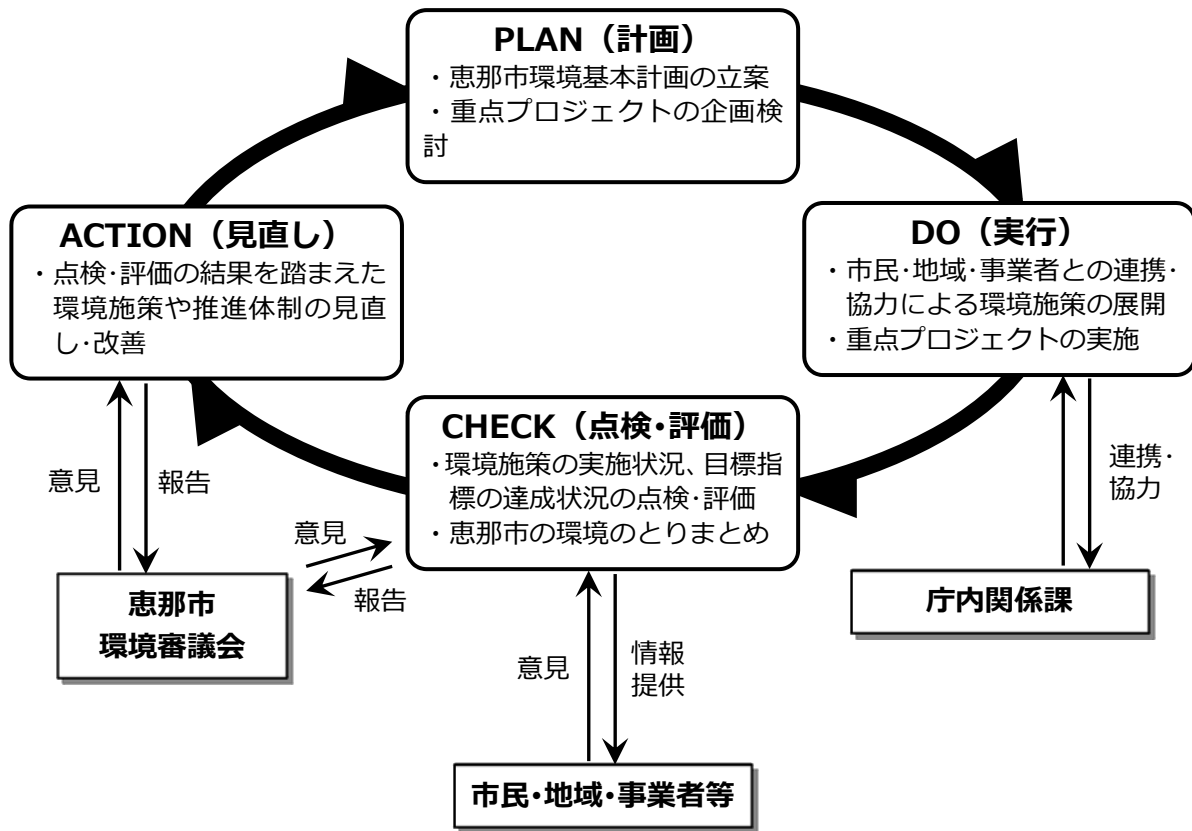 PLAN（計画）
・恵那市環境基本計画の立案
・重点プロジェクトの企画検
討
ACTION（見直し）
・点検・評価の結果を踏まえた
環境施策や推進体制の見直
し・改善
DO（実行）
・市民・地域・事業者との連携・
協力による環境施策の展開
・重点プロジェクトの実施
CHECK（点検・評価）
・環境施策の実施状況、目標指
標の達成状況の点検・評価
・恵那市の環境のとりまとめ
意見
報告
意見
報告
連携・
協力
恵那市
環境審議会
庁内関係課
意見
情報
提供
市民・地域・事業者等